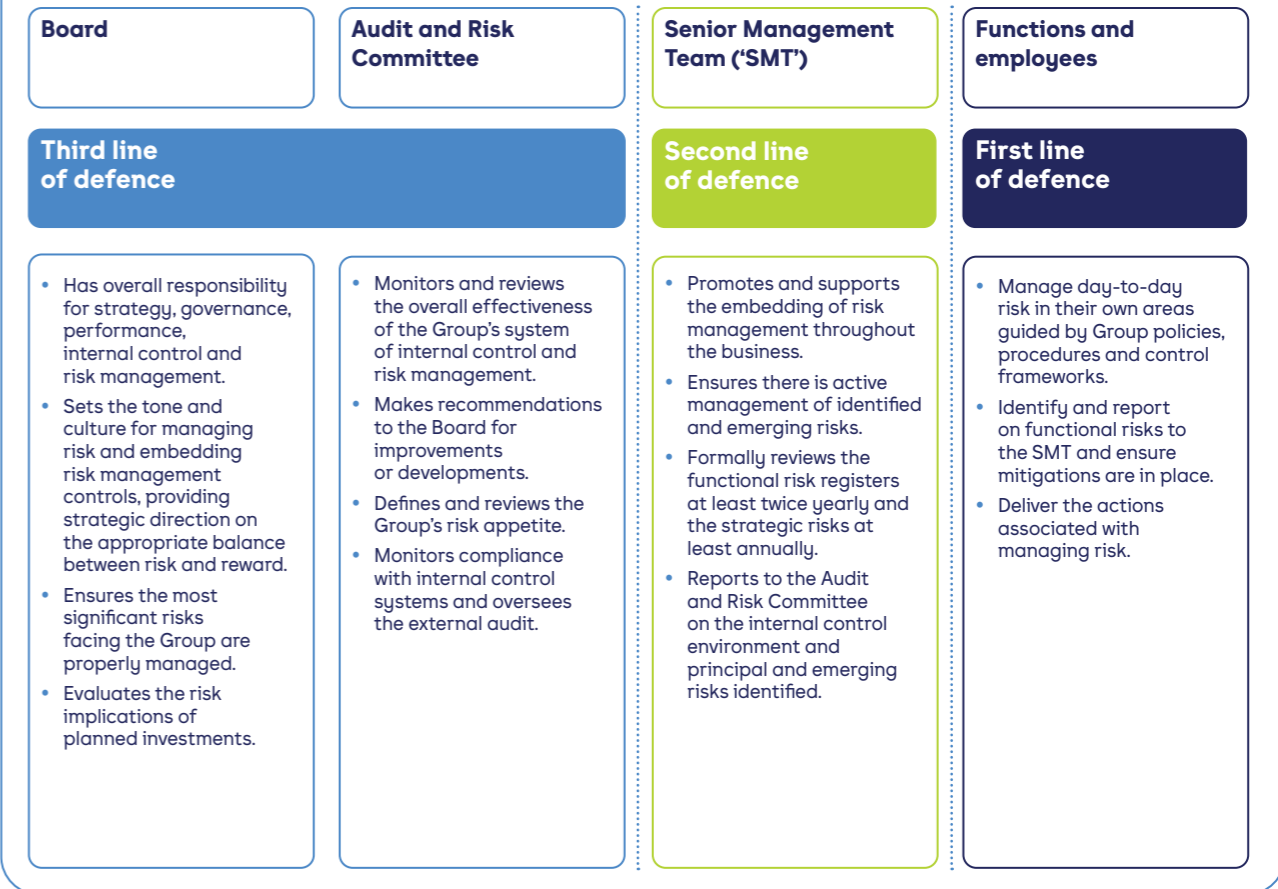 Board
Audit and Risk
Committee
Senior Management
Team (‘SMT’)
Functions and
employees
Third line
of defence
Second line
of defence
First line
of defence
• Has overall responsibility
for strategy, governance,
performance,
internal control and
risk management.
• Sets the tone and
culture for managing
risk and embedding
risk management
controls, providing
strategic direction on
the appropriate balance
between risk and reward.
• Ensures the most
significant risks
facing the Group are
properly managed.
• Evaluates the risk
implications of
planned investments.
• Monitors and reviews
the overall effectiveness
of the Group’s system
of internal control and
risk management.
• Makes recommendations
to the Board for
improvements
or developments.
• Defines and reviews the
Group’s risk appetite.
• Monitors compliance
with internal control
systems and oversees
the external audit.
• Promotes and supports
the embedding of risk
management throughout
the business.
• Ensures there is active
management of identified
and emerging risks.
• Formally reviews the
functional risk registers
at least twice yearly and
the strategic risks at
least annually.
• Reports to the Audit
and Risk Committee
on the internal control
environment and
principal and emerging
risks identified.
• Manage day-to-day
risk in their own areas
guided by Group policies,
procedures and control
frameworks.
• Identify and report
on functional risks to
the SMT and ensure
mitigations are in place.
• Deliver the actions
associated with
managing risk.